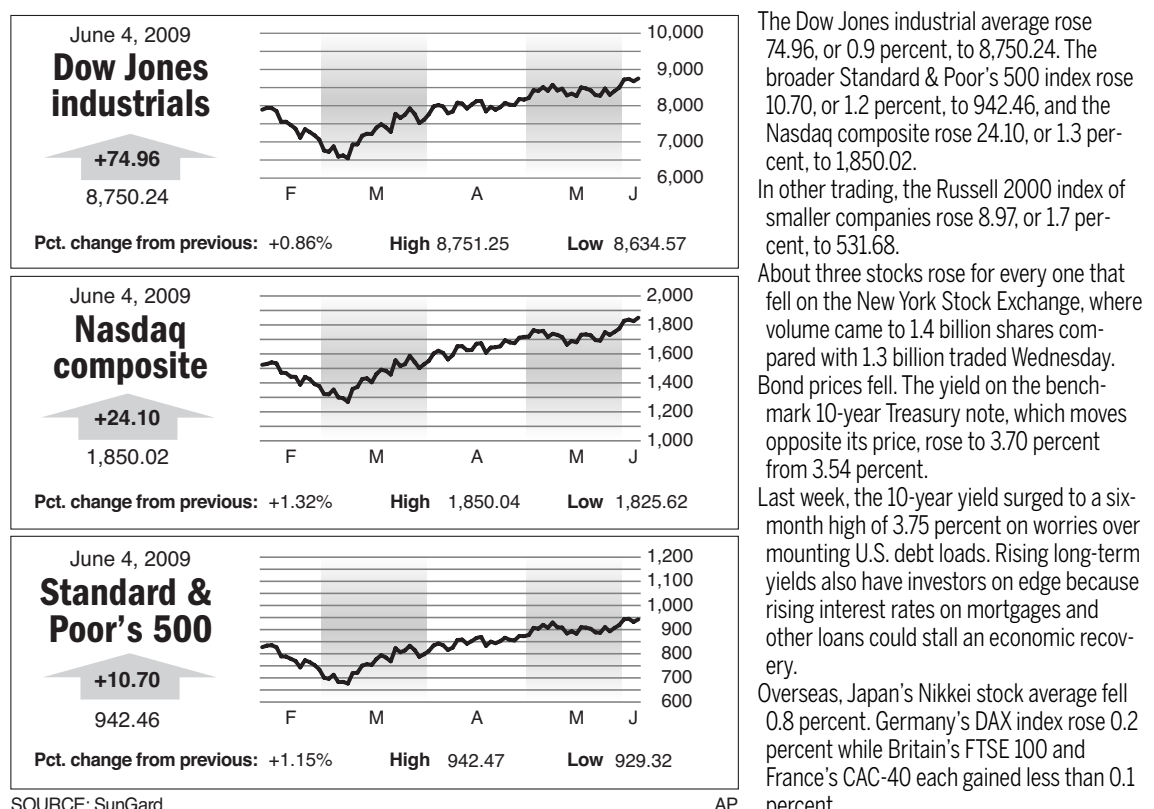 June 4, 2009
Dow Jones
industrials
+74.96
8,750.24
10,000
9,000
8,000
7,000
6,000
F M A M J
Pct. change from previous: +0.86% High 8,751.25 Low 8,634.57
June 4, 2009
Nasdaq
composite
+24.10
1,850.02
2,000
1,800
1,600
1,400
1,200
1,000
F M A M J
Pct. change from previous: +1.32% High 1,850.04 Low 1,825.62
June 4, 2009
Standard &
Poor's 500
+10.70
942.46
1,200
1,100
1,000
900
800
700
600
F M A M J
Pct. change from previous: +1.15% High 942.47 Low 929.32
SOURCE: SunGard AP
The Dow Jones industrial average rose
74.96, or 0.9 percent, to 8,750.24. The
broader Standard & Poor's 500 index rose
10.70, or 1.2 percent, to 942.46, and the
Nasdaq composite rose 24.10, or 1.3 per-
cent, to 1,850.02.
In other trading, the Russell 2000 index of
smaller companies rose 8.97, or 1.7 per-
cent, to 531.68.
About three stocks rose for every one that
fell on the New York Stock Exchange, where
volume came to 1.4 billion shares com-
pared with 1.3 billion traded Wednesday.
Bond prices fell. The yield on the bench-
mark 10-year Treasury note, which moves
opposite its price, rose to 3.70 percent
from 3.54 percent.
Last week, the 10-year yield surged to a six-
month high of 3.75 percent on worries over
mounting U.S. debt loads. Rising long-term
yields also have investors on edge because
rising interest rates on mortgages and
other loans could stall an economic recov-
ery.
Overseas, Japan's Nikkei stock average fell
0.8 percent. Germany's DAX index rose 0.2
percent while Britain's FTSE 100 and
France's CAC-40 each gained less than 0.1
percent